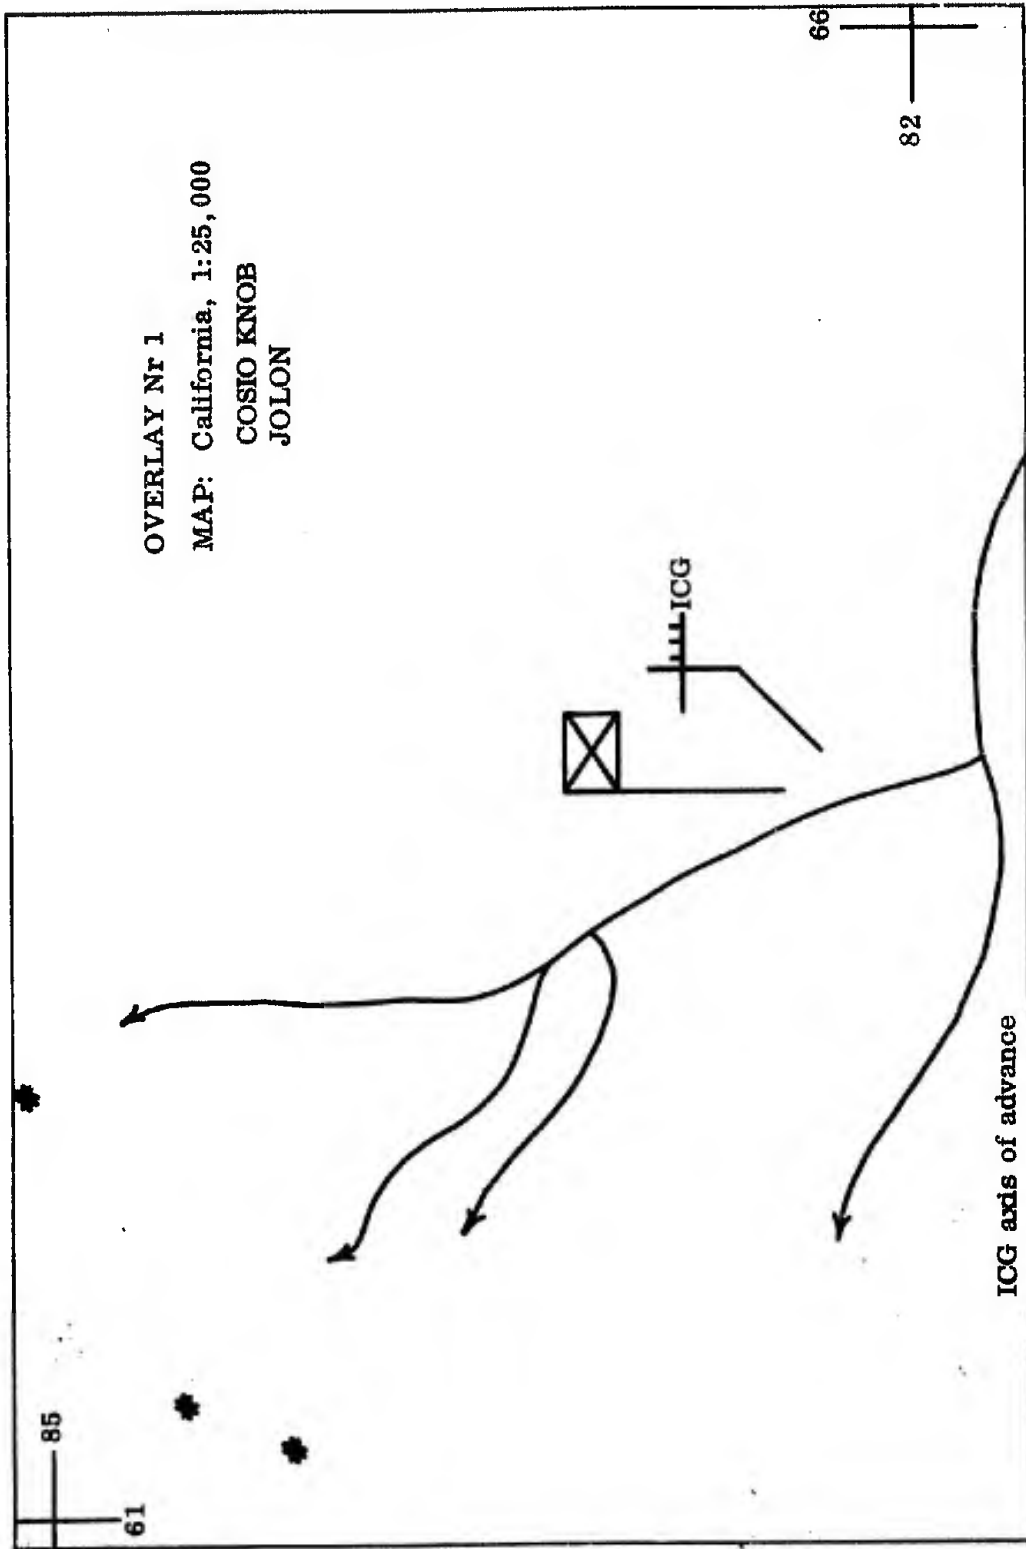 OVERLAY Nr 1
MAP: California, 1:25,000
COSIO KNOB
JOLON
85
61
ICG
66
82
ICG axis of advance